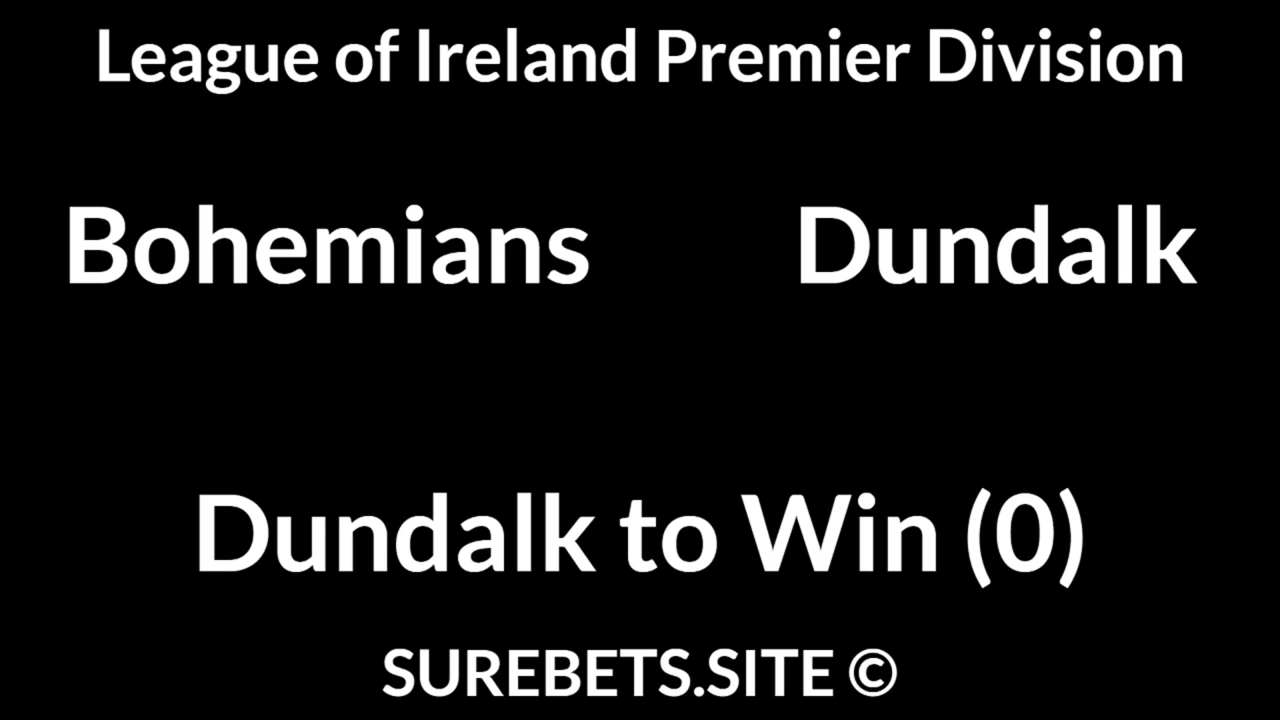 League of Ireland Premier Division
Bohemians Dundalk
Dundalk to Win (0)
SUREBETS.SITE ©